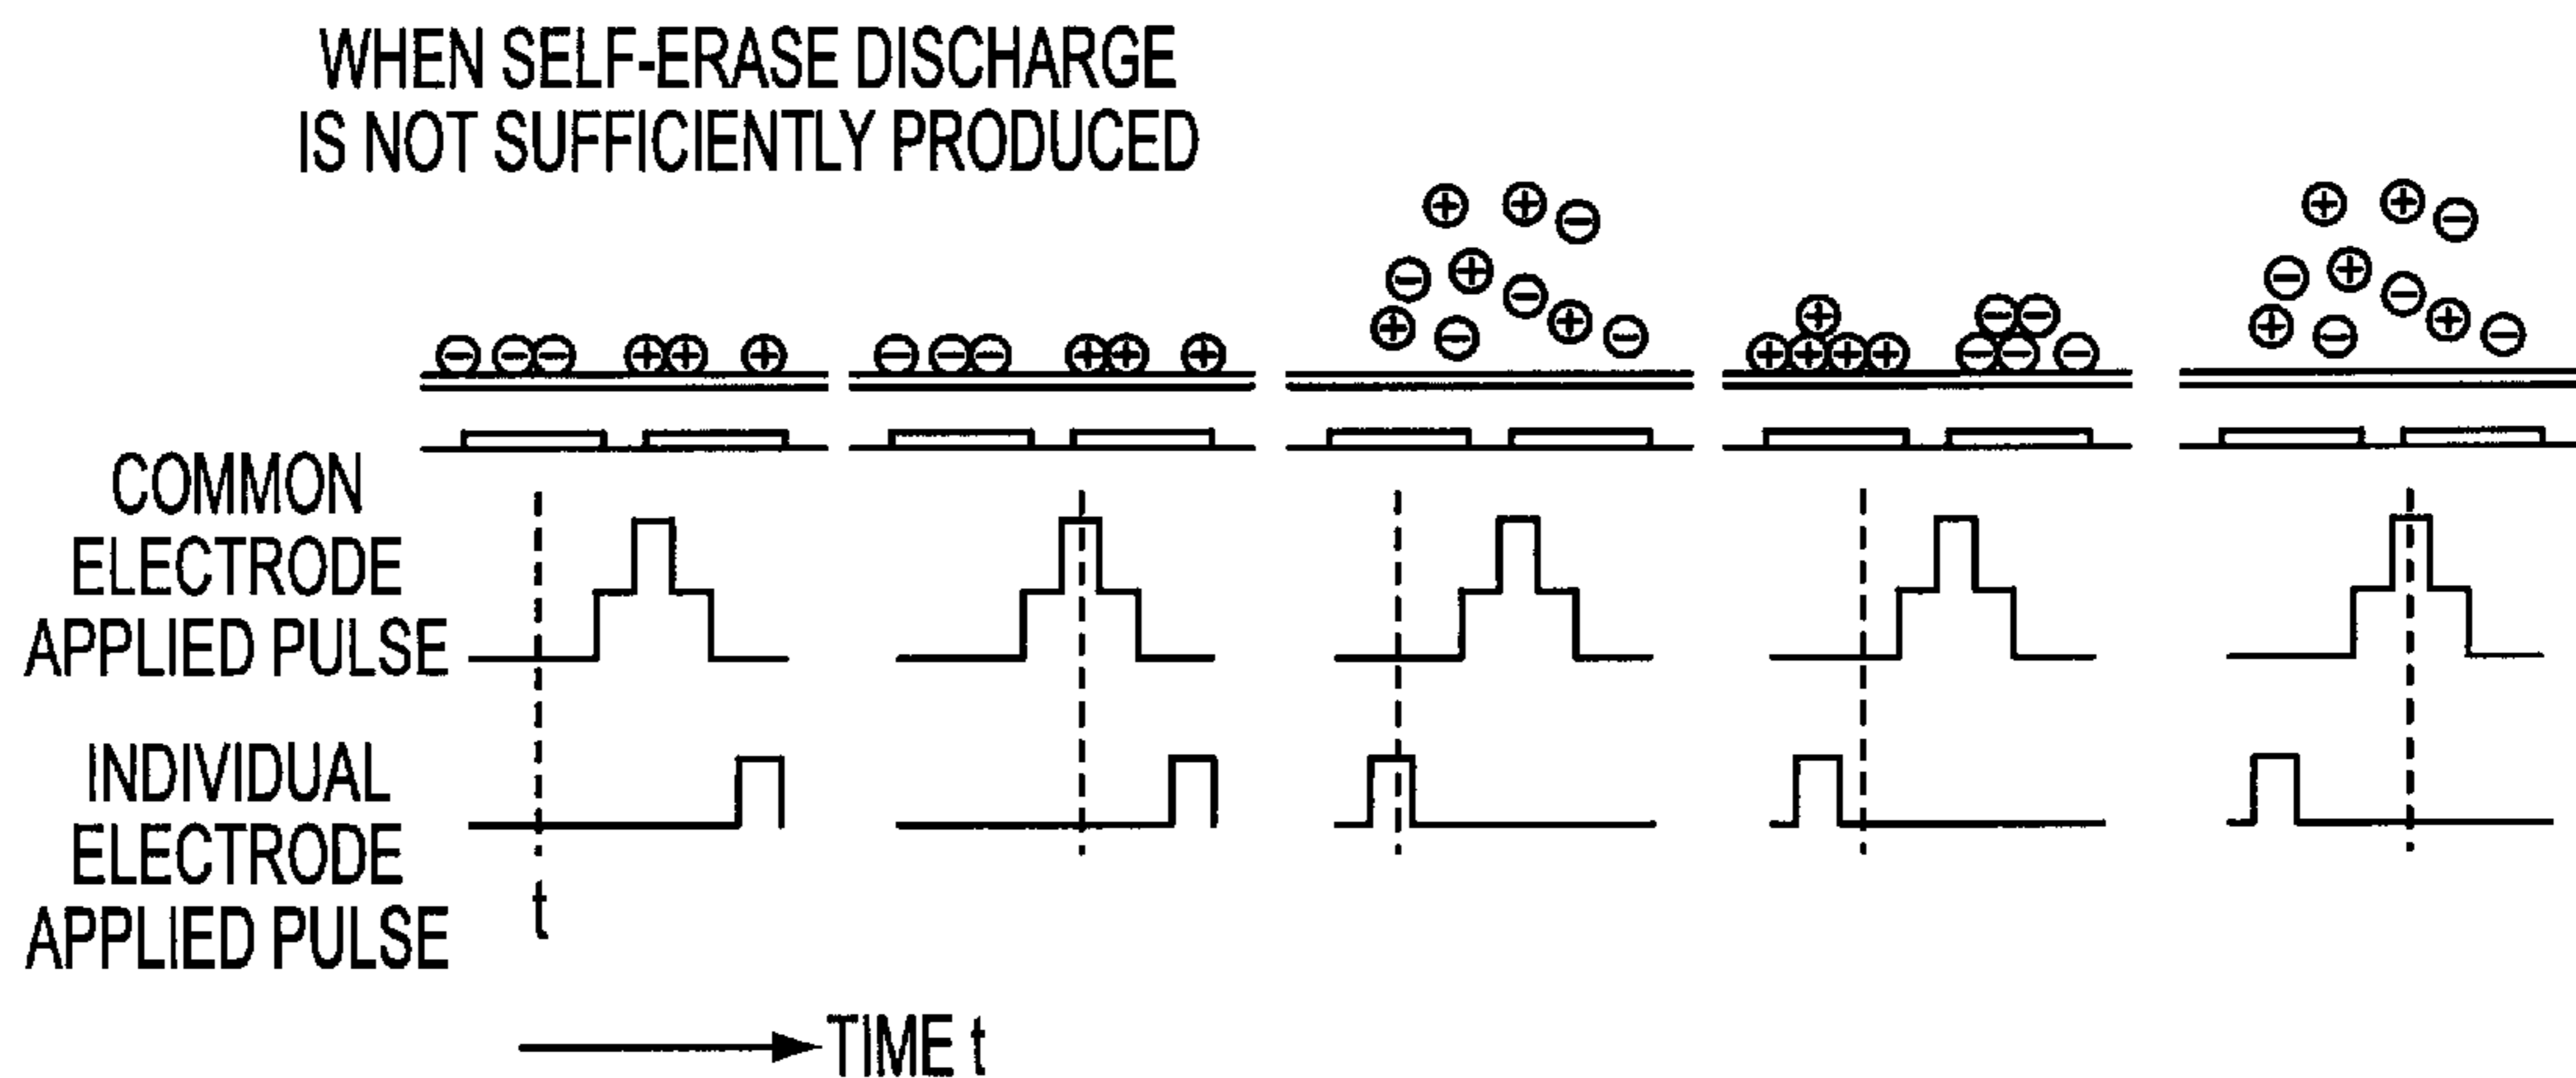 WHEN SELF-ERASE DISCHARGE
IS NOT SUFFICIENTLY PRODUCED
COMMON
ELECTRODE
APPLIED PULSE
INDIVIDUAL
ELECTRODE
APPLIED PULSE
t
TIME t